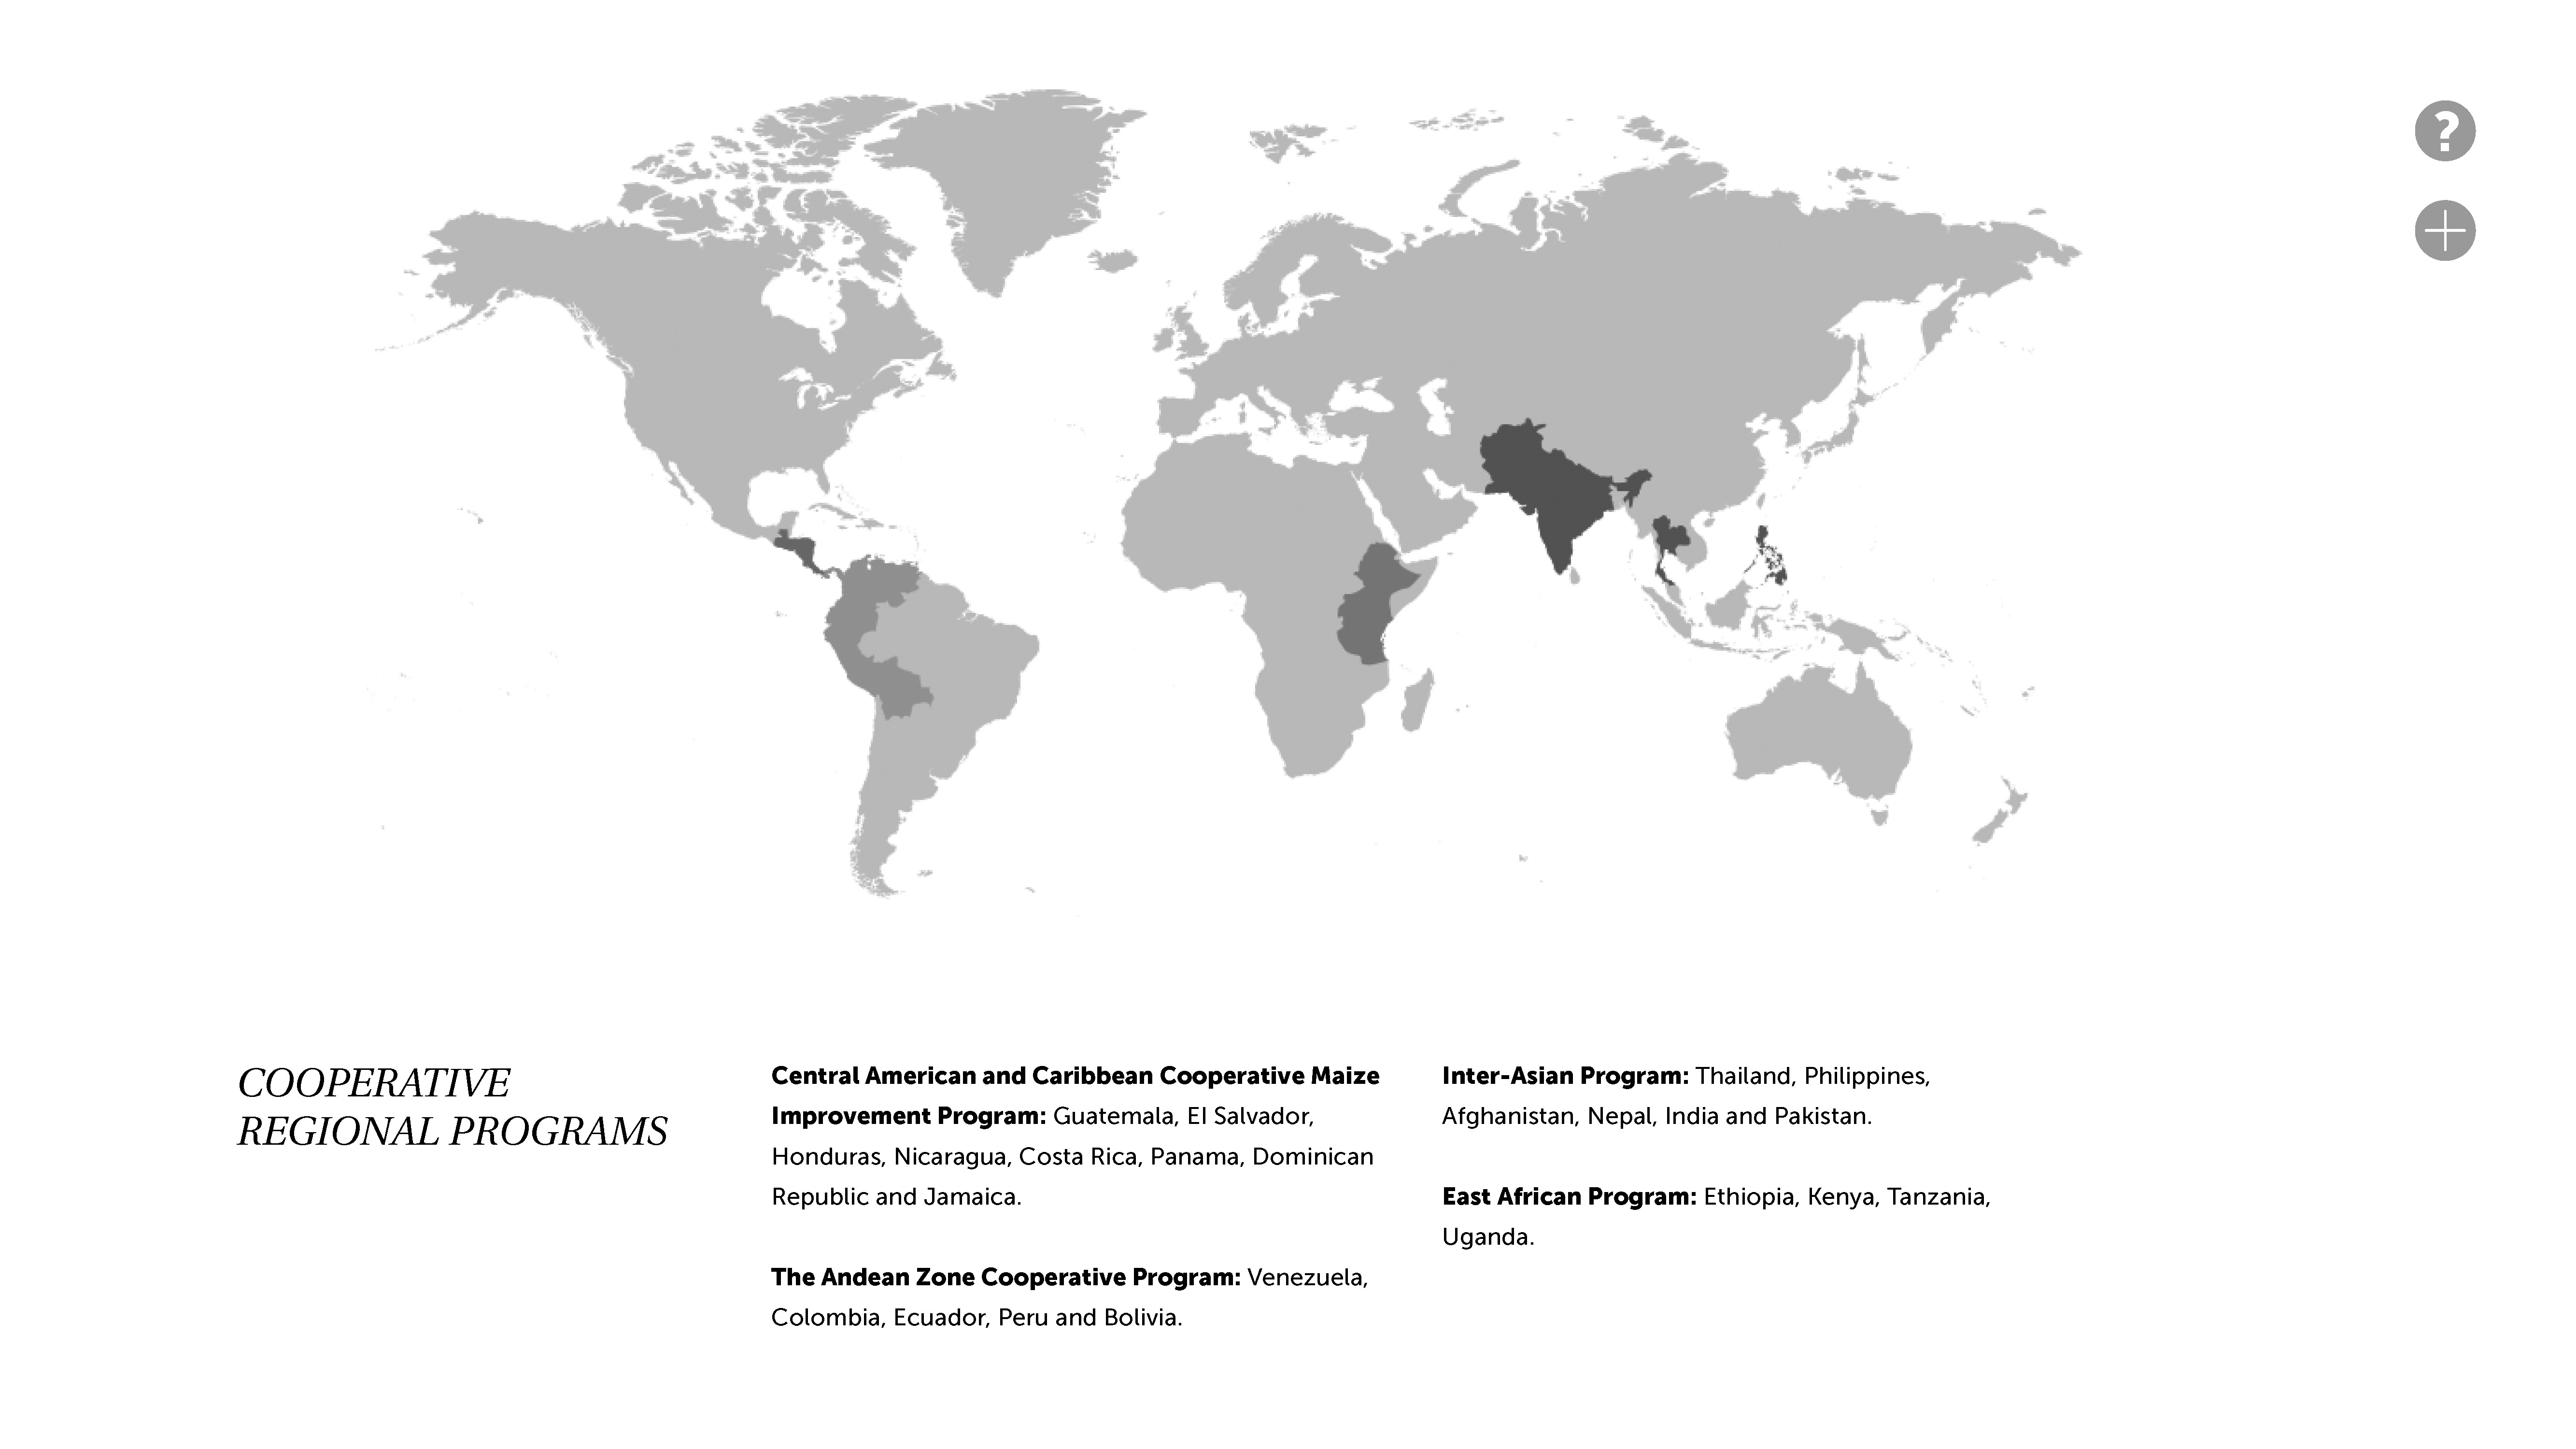 ?
COOPERATIVE
REGIONAL PROGRAMS
Central American and Caribbean Cooperative Maize
Improvement Program: Guatemala, El Salvador,
Honduras, Nicaragua, Costa Rica, Panama, Dominican
Republic and Jamaica.
The Andean Zone Cooperative Program: Venezuela,
Colombia, Ecuador, Peru and Bolivia.
Inter-Asian Program: Thailand, Philippines,
Afghanistan, Nepal, India and Pakistan.
East African Program: Ethiopia, Kenya, Tanzania,
Uganda.